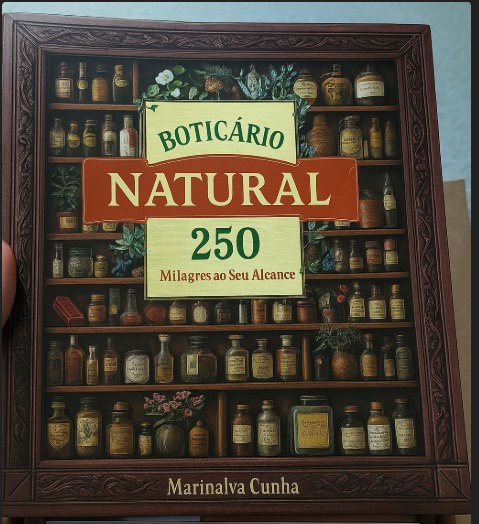 BOTICÁRIO
NATURAL
250
Milagres ao Seu Alcance
Marinalva Cunha